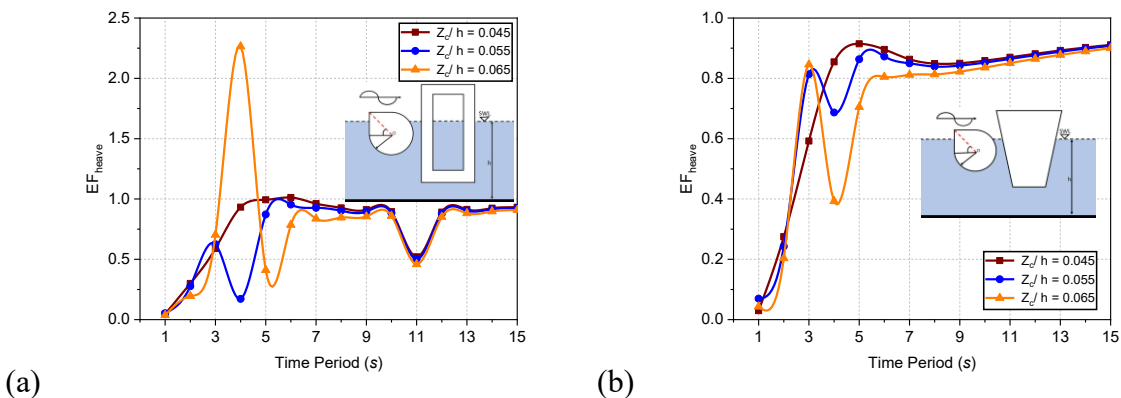 2.5
2.0
1.5
1.0
0.5
0.0
EF_heave
Z_c/ h = 0.045
Z_c/ h = 0.055
Z_c/ h = 0.065
SWL
h
1 3 5 7 9 11 13 15
Time Period (s)
(a)
1.0
0.8
0.6
0.4
0.2
0.0
EF_heave
SWL
h
Z_c/ h = 0.045
Z_c/ h = 0.055
Z_c/ h = 0.065
1 3 5 7 9 11 13 15
Time Period (s)
(b)